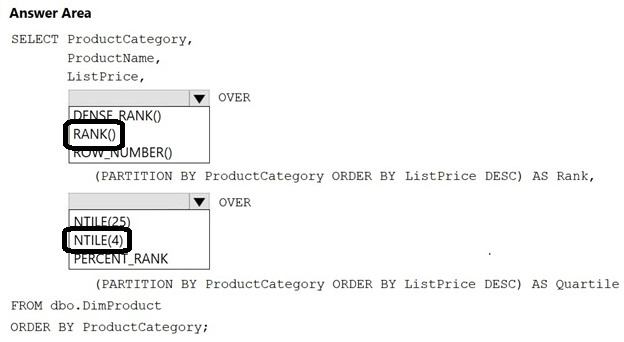 Answer Area
SELECT ProductCategory,
ProductName,
ListPrice,
OVER
DENSE_RANK()
RANK()
ROW_NUMBER()
(PARTITION BY ProductCategory ORDER BY ListPrice DESC) AS Rank,
OVER
NTILE(25)
NTILE(4)
PERCENT_RANK
(PARTITION BY ProductCategory ORDER BY ListPrice DESC) AS Quartile
FROM dbo.DimProduct
ORDER BY ProductCategory;